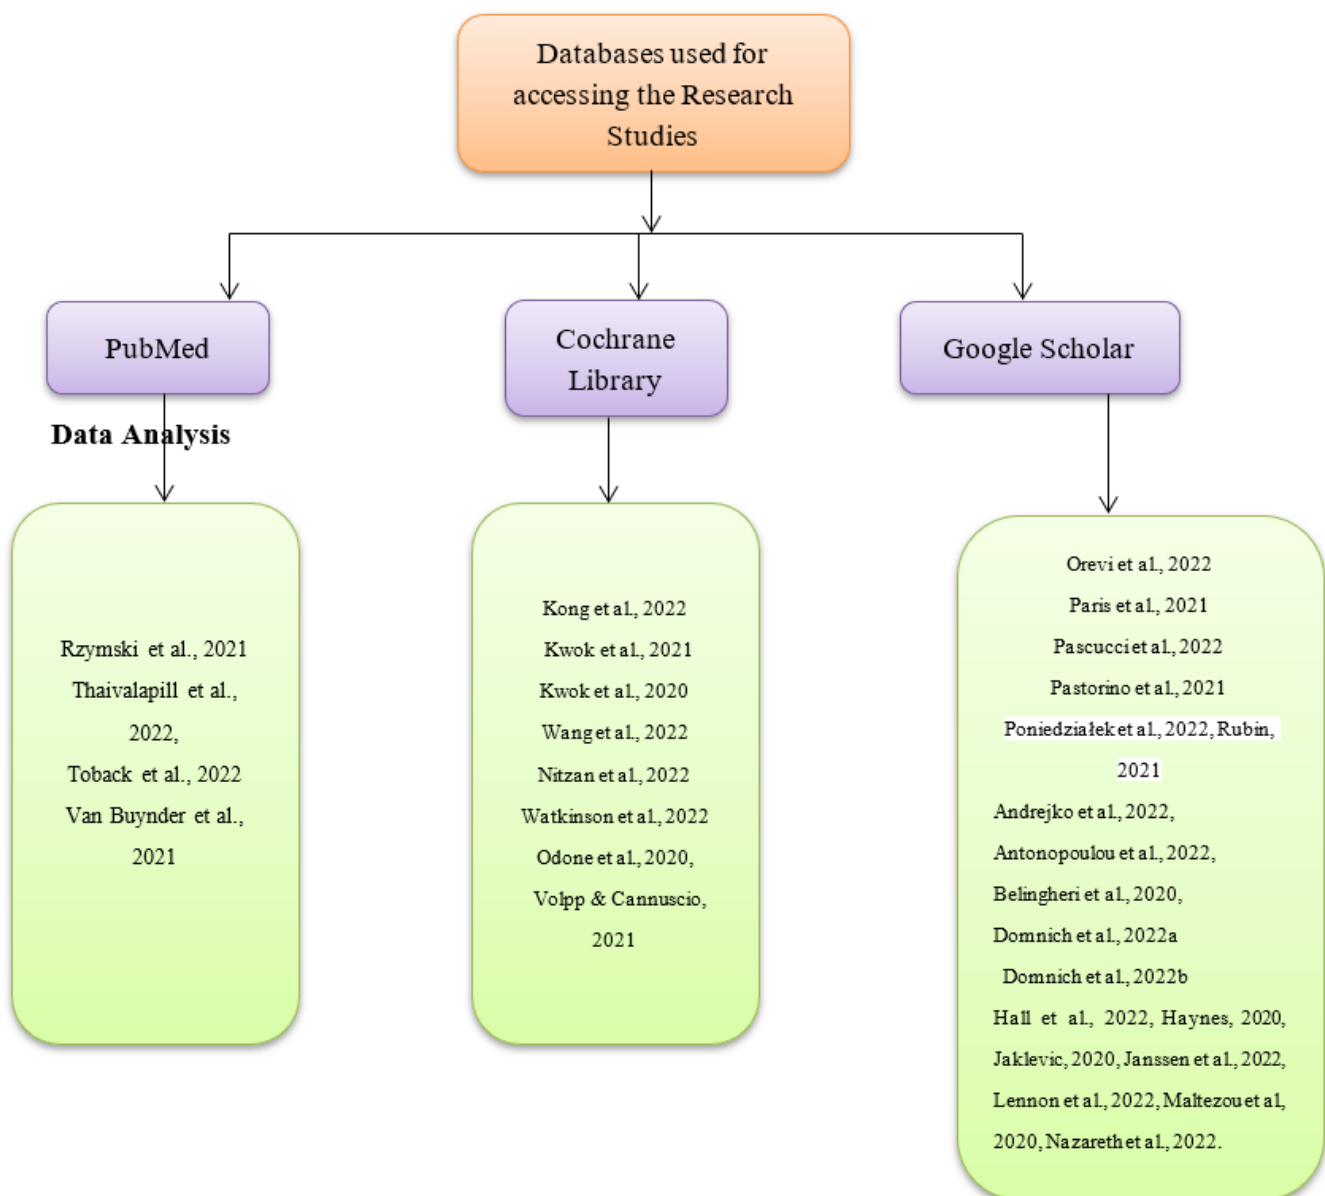 Databases used for
accessing the Research
Studies
PubMed
Cochrane
Library
Google Scholar
Data Analysis
Rzymski et al., 2021
Thaivalapill et al.,
2022,
Toback et al., 2022
Van Buynder et al.,
2021
Kong et al., 2022
Kwok et al., 2021
Kwok et al., 2020
Wang et al., 2022
Nitzan et al., 2022
Watkinson et al., 2022
Odone et al., 2020,
Volpp & Cannuscio,
2021
Orevi et al., 2022
Paris et al., 2021
Pascucci et al., 2022
Pastorino et al., 2021
Poniedziałek et al., 2022, Rubin,
2021
Andrejko et al., 2022,
Antonopoulou et al., 2022,
Belingheri et al., 2020,
Domnich et al., 2022a
Domnich et al., 2022b
Hall et al., 2022, Haynes, 2020,
Jaklevic, 2020, Janssen et al., 2022,
Lennon et al., 2022, Maltezou et al,
2020, Nazareth et al., 2022.